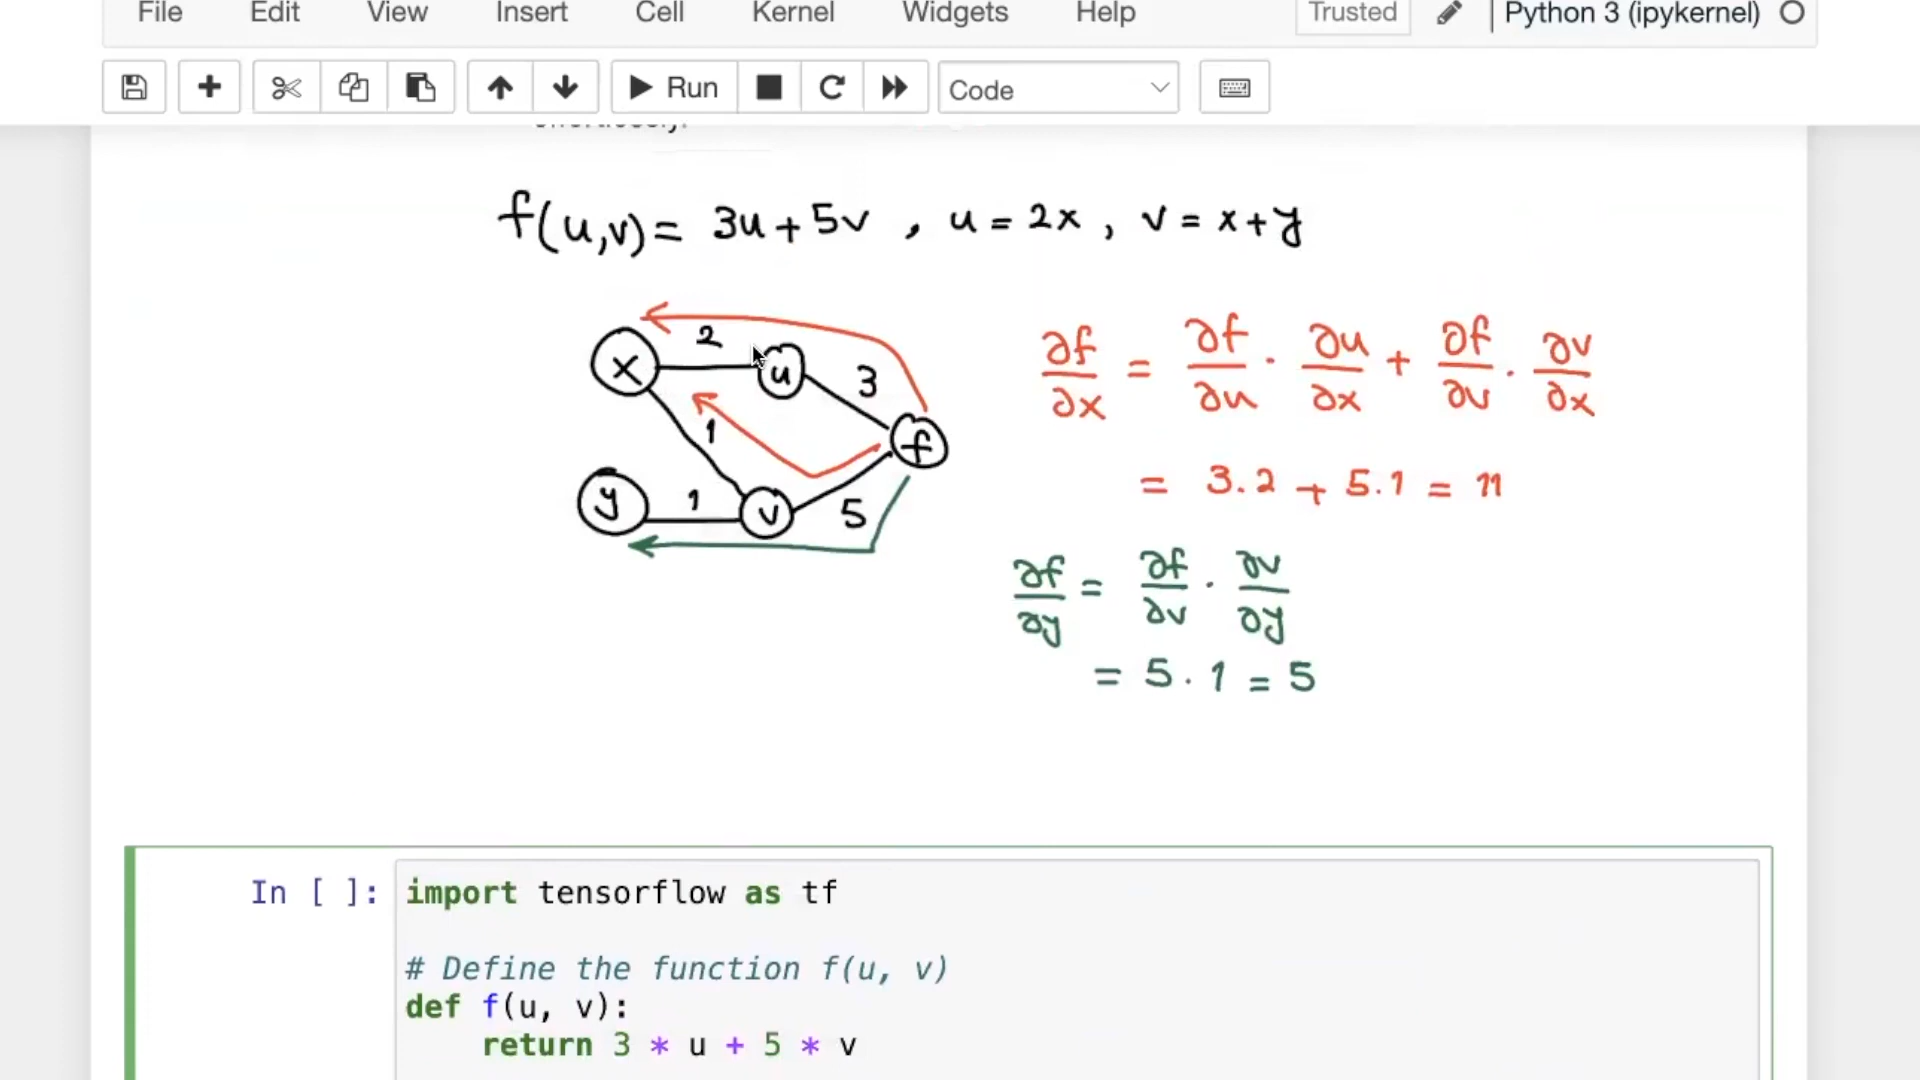 File Edit View Insert Cell Kernel Widgets Help Trusted Python 3 (ipykernel)
Run Code
f(u,v) = 3u + 5v , u = 2x , v = x + y
x 2 u 3 f
1
y 1 v 5
∂f/∂x = ∂f/∂u · ∂u/∂x + ∂f/∂v · ∂v/∂x
= 3.2 + 5.1 = 11
∂f/∂y = ∂f/∂v · ∂v/∂y
= 5 . 1 = 5
In [ ]: import tensorflow as tf
# Define the function f(u, v)
def f(u, v):
return 3 * u + 5 * v